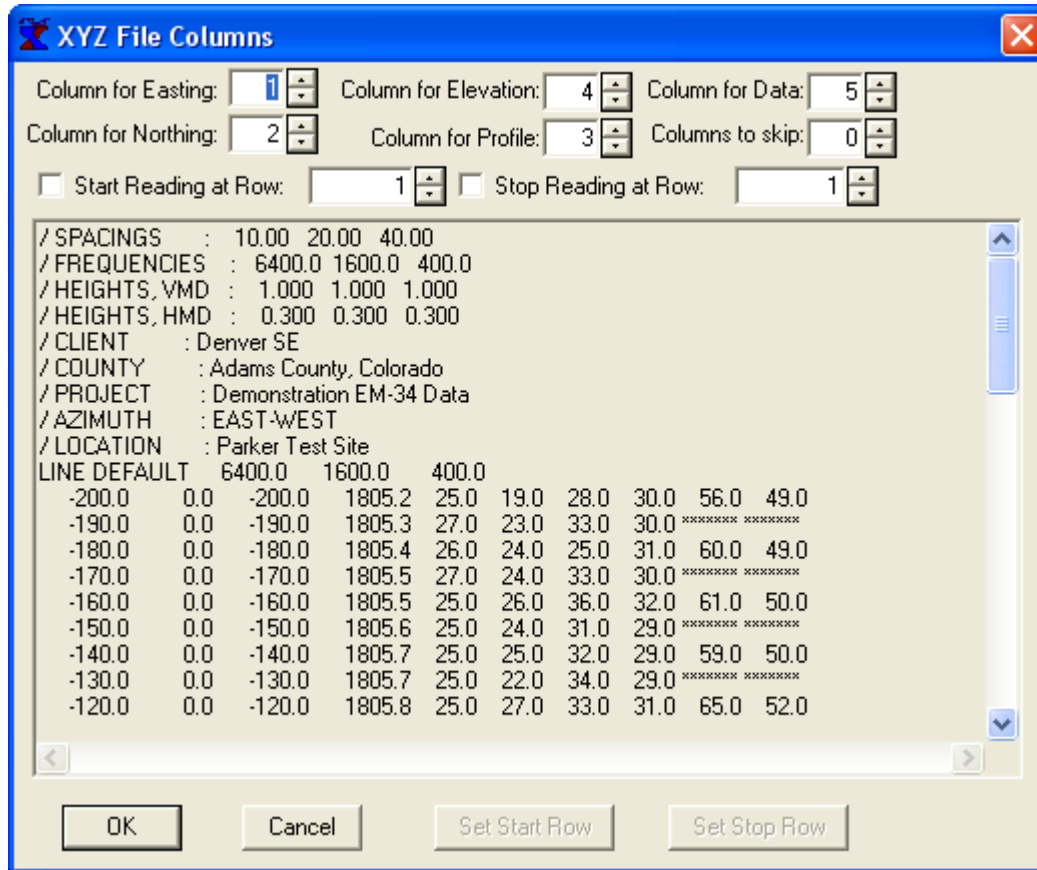 XYZ File Columns
Column for Easting: 1 Column for Elevation: 4 Column for Data: 5
Column for Northing: 2 Column for Profile: 3 Columns to skip: 0
Start Reading at Row: 1 Stop Reading at Row: 1
/ SPACINGS : 10.00 20.00 40.00
/ FREQUENCIES : 6400.0 1600.0 400.0
/ HEIGHTS, VMD : 1.000 1.000 1.000
/ HEIGHTS, HMD : 0.300 0.300 0.300
/ CLIENT : Denver SE
/ COUNTY : Adams County, Colorado
/ PROJECT : Demonstration EM-34 Data
/ AZIMUTH : EAST-WEST
/ LOCATION : Parker Test Site
LINE DEFAULT 6400.0 1600.0 400.0
-200.0 0.0 -200.0 1805.2 25.0 19.0 28.0 30.0 56.0 49.0
-190.0 0.0 -190.0 1805.3 27.0 23.0 33.0 30.0 ******* *******
-180.0 0.0 -180.0 1805.4 26.0 24.0 25.0 31.0 60.0 49.0
-170.0 0.0 -170.0 1805.5 27.0 24.0 33.0 30.0 ******* *******
-160.0 0.0 -160.0 1805.5 25.0 26.0 36.0 32.0 61.0 50.0
-150.0 0.0 -150.0 1805.6 25.0 24.0 31.0 29.0 ******* *******
-140.0 0.0 -140.0 1805.7 25.0 25.0 32.0 29.0 59.0 50.0
-130.0 0.0 -130.0 1805.7 25.0 22.0 34.0 29.0 ******* *******
-120.0 0.0 -120.0 1805.8 25.0 27.0 33.0 31.0 65.0 52.0
OK Cancel Set Start Row Set Stop Row